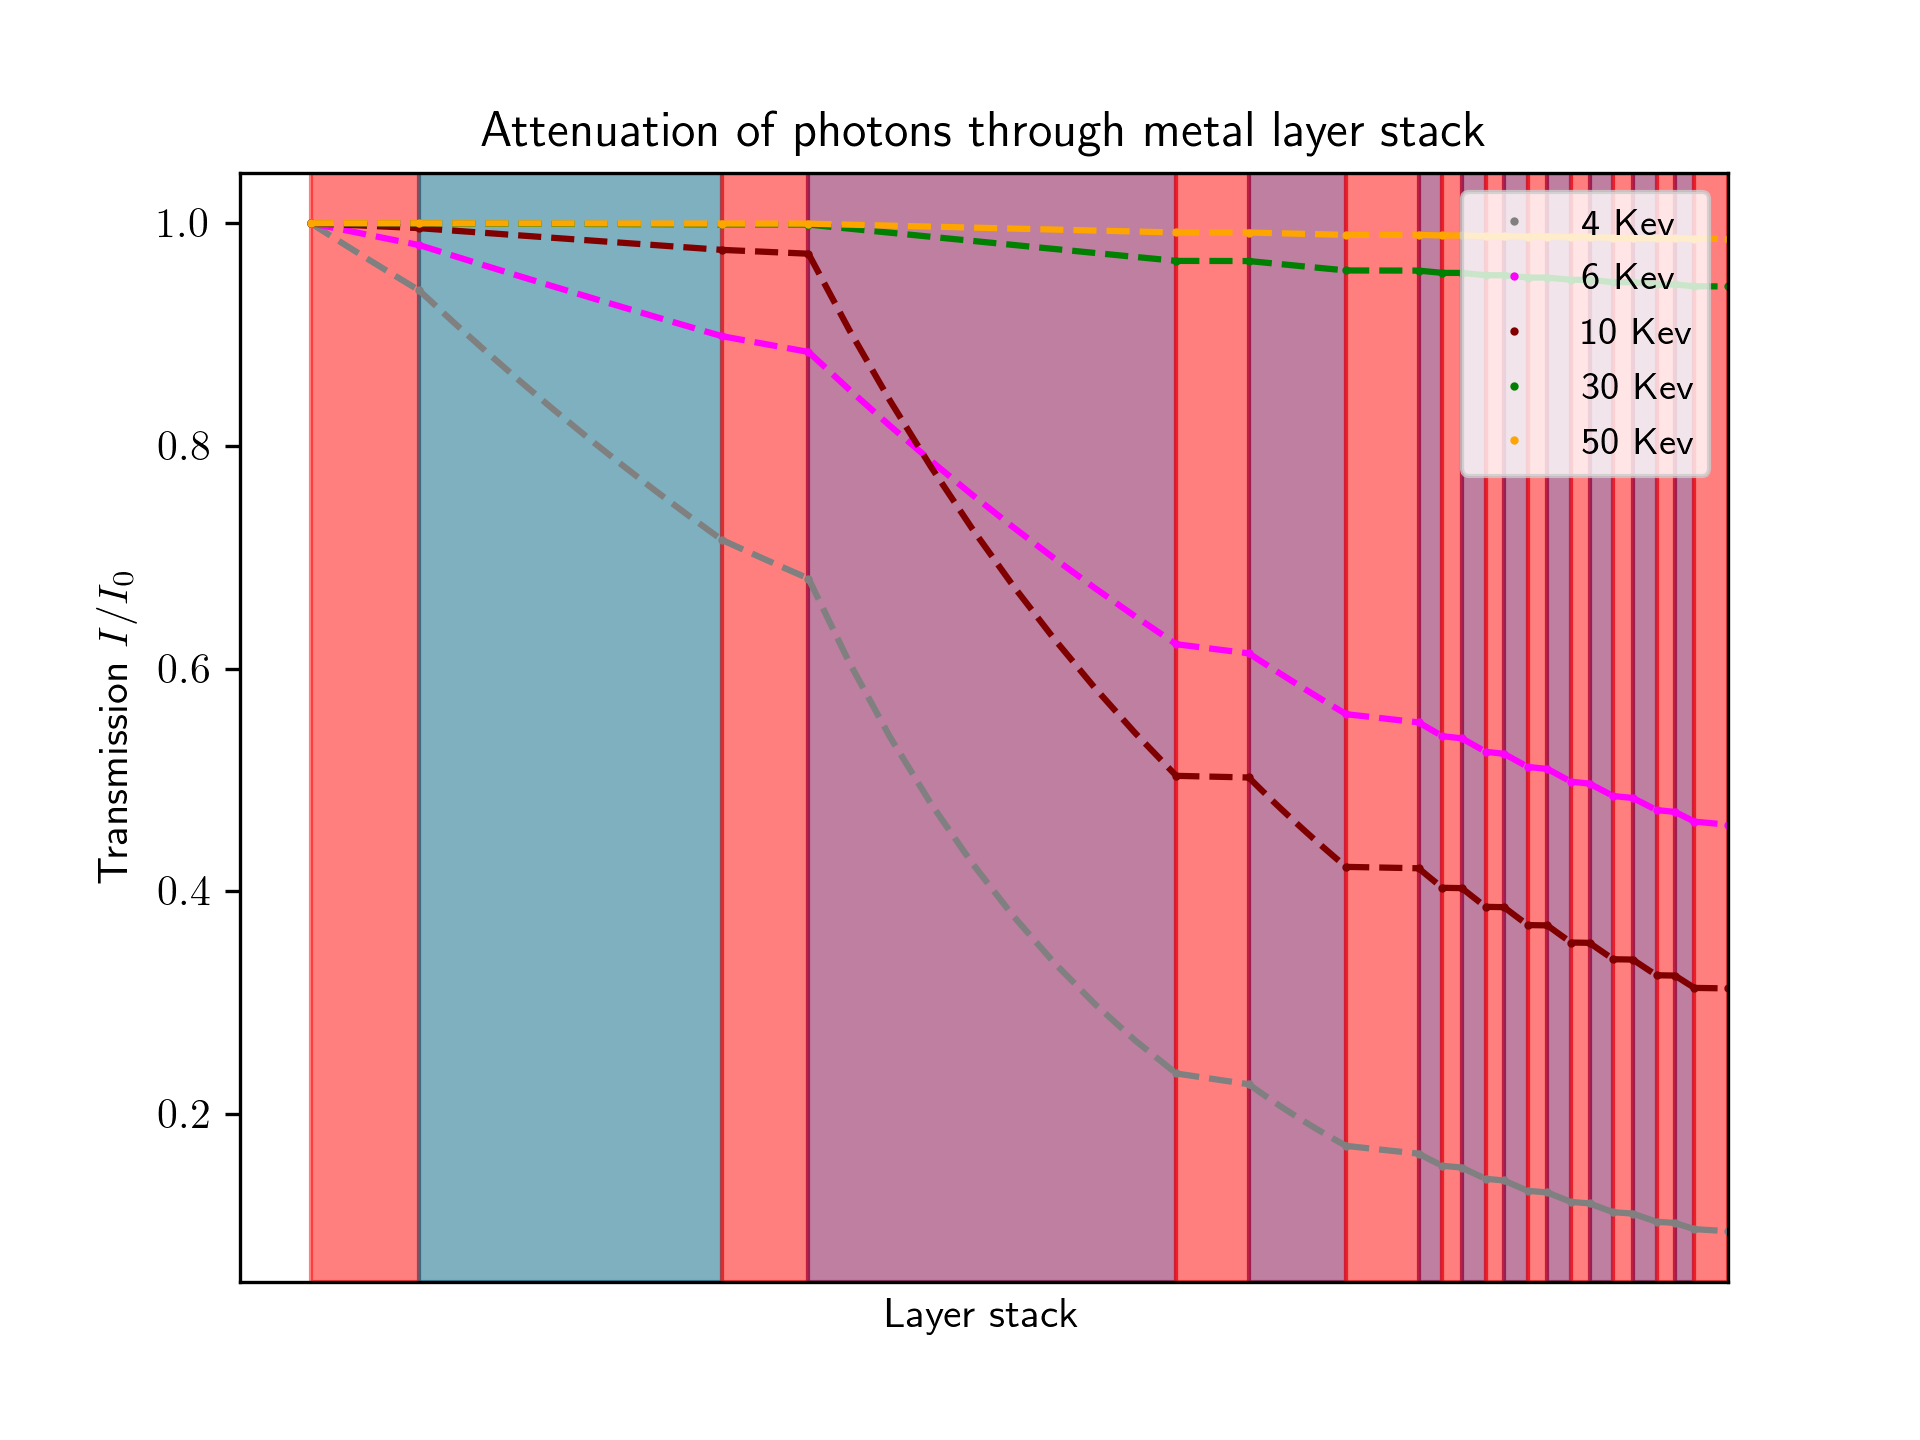 Attenuation of photons through metal layer stack
1.0
0.8
0.6
0.4
0.2
Transmission I/I₀
Layer stack
4 Kev
6 Kev
10 Kev
30 Kev
50 Kev